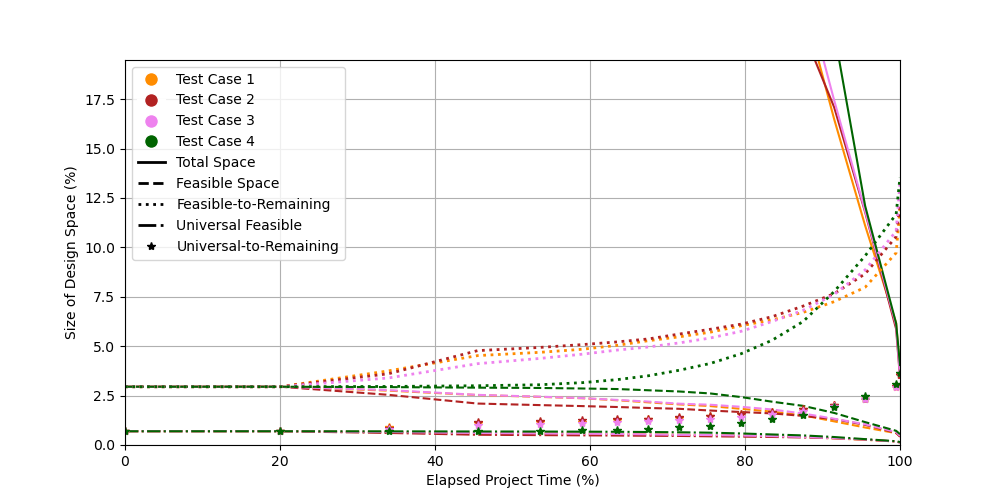 17.5
15.0
12.5
10.0
7.5
5.0
2.5
0.0
Size of Design Space (%)
Test Case 1
Test Case 2
Test Case 3
Test Case 4
Total Space
Feasible Space
Feasible-to-Remaining
Universal Feasible
Universal-to-Remaining
0
20
40
60
80
100
Elapsed Project Time (%)